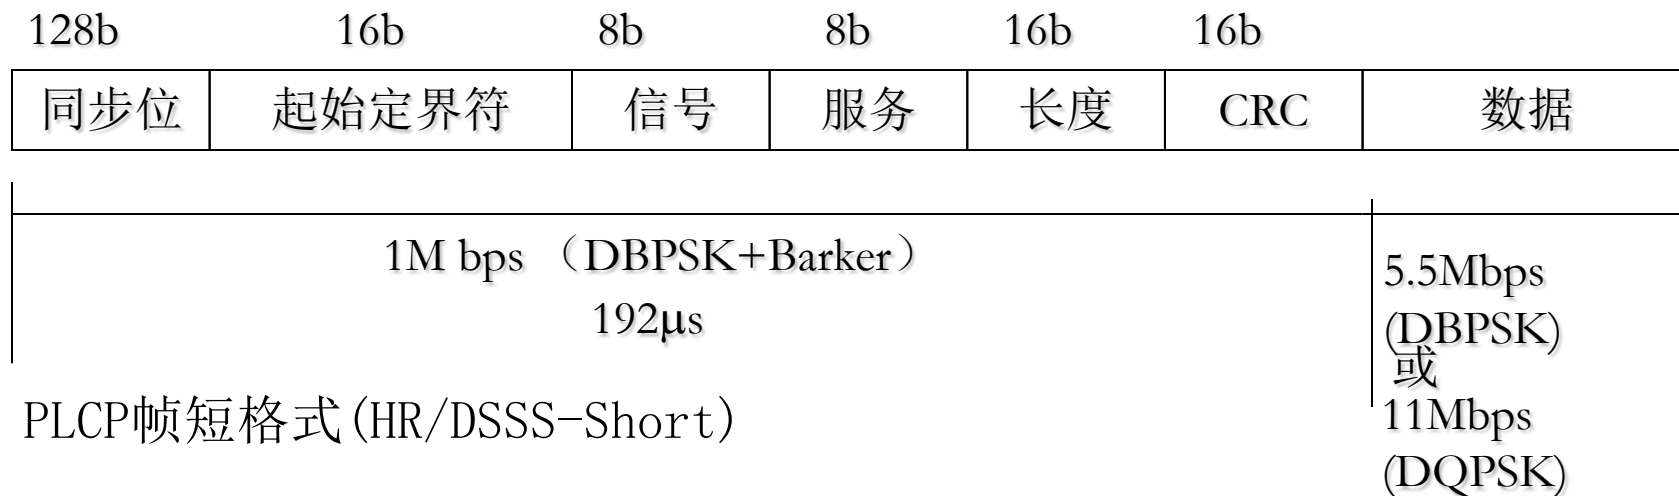 128b 16b 8b 8b 16b 16b
同步位 起始定界符 信号 服务 长度 CRC 数据
1M bps （DBPSK+Barker）
192μs
5.5Mbps
(DBPSK)
或
11Mbps
(DQPSK)
PLCP帧短格式(HR/DSSS-Short)